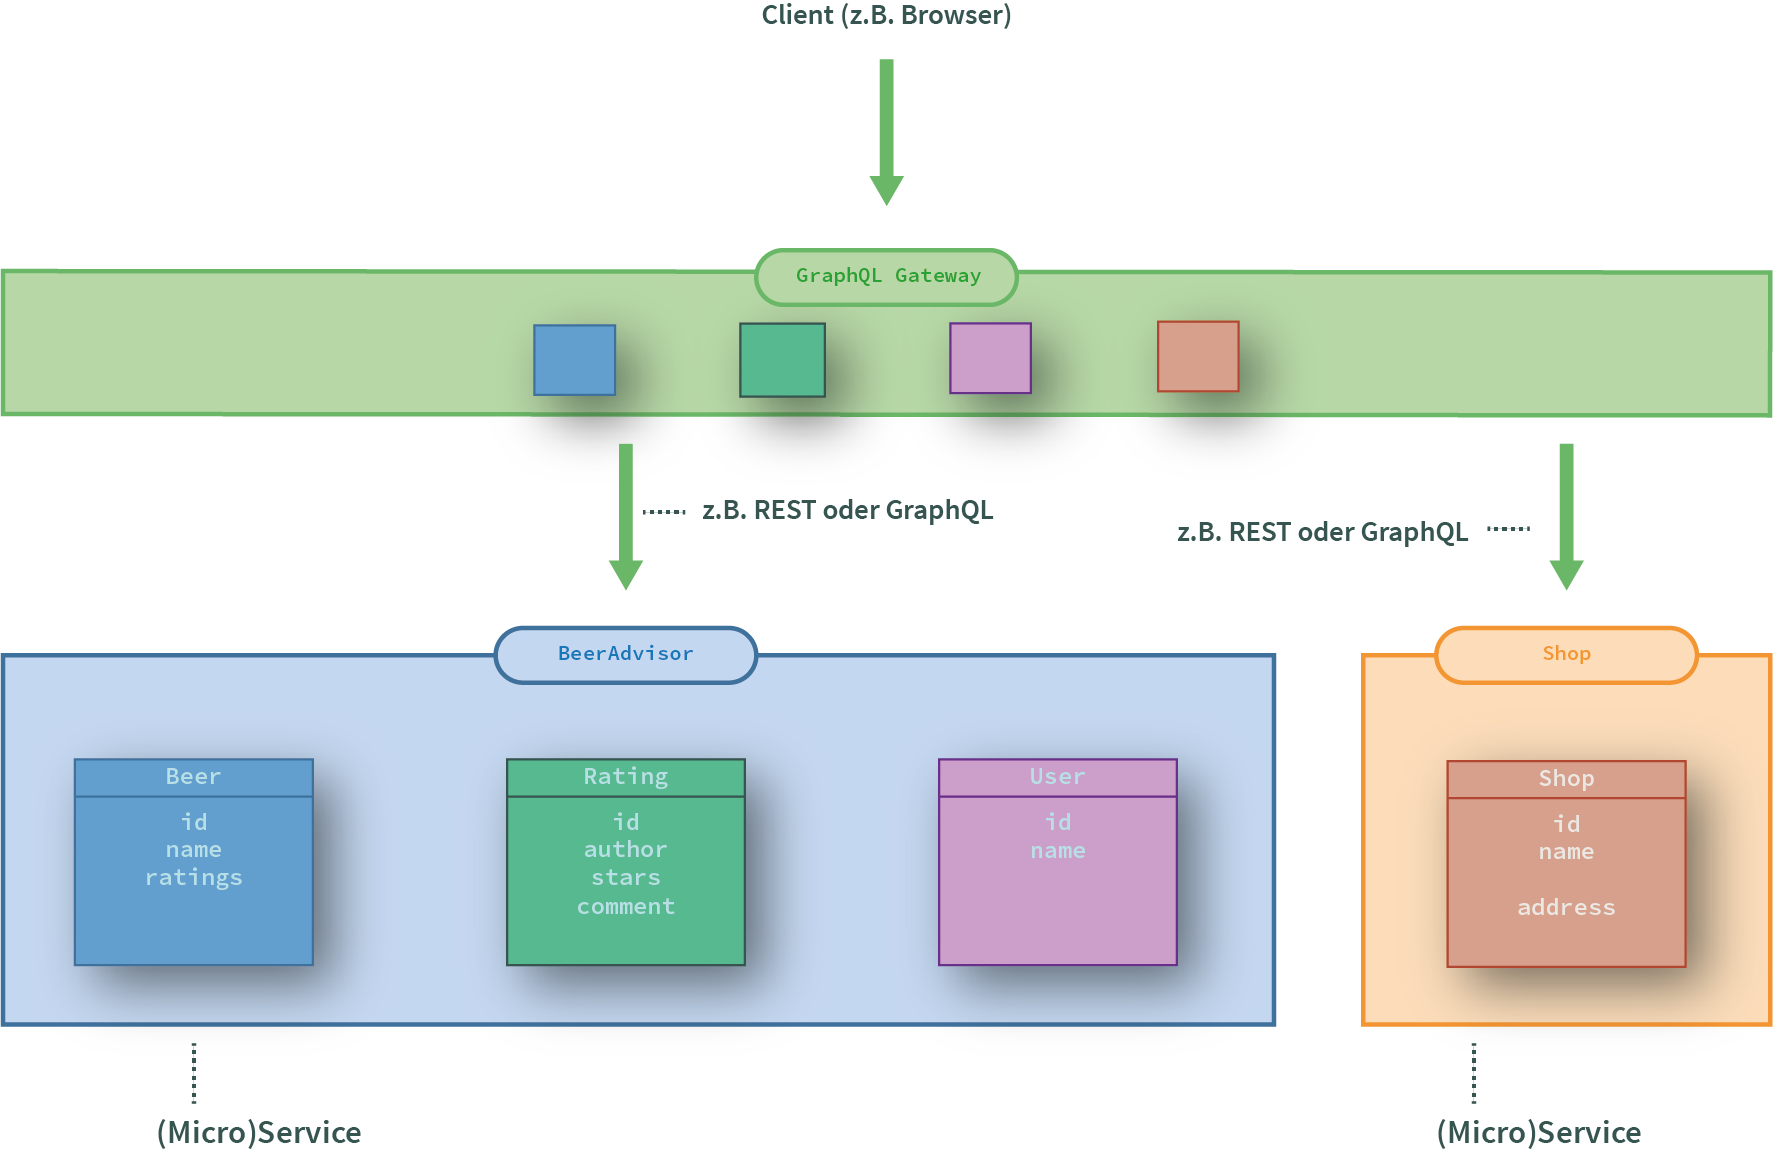 Client (z.B. Browser)
GraphQL Gateway
z.B. REST oder GraphQL
z.B. REST oder GraphQL
BeerAdvisor
Shop
Beer
id
name
ratings
Rating
id
author
stars
comment
User
id
name
Shop
id
name
address
(Micro)Service
(Micro)Service